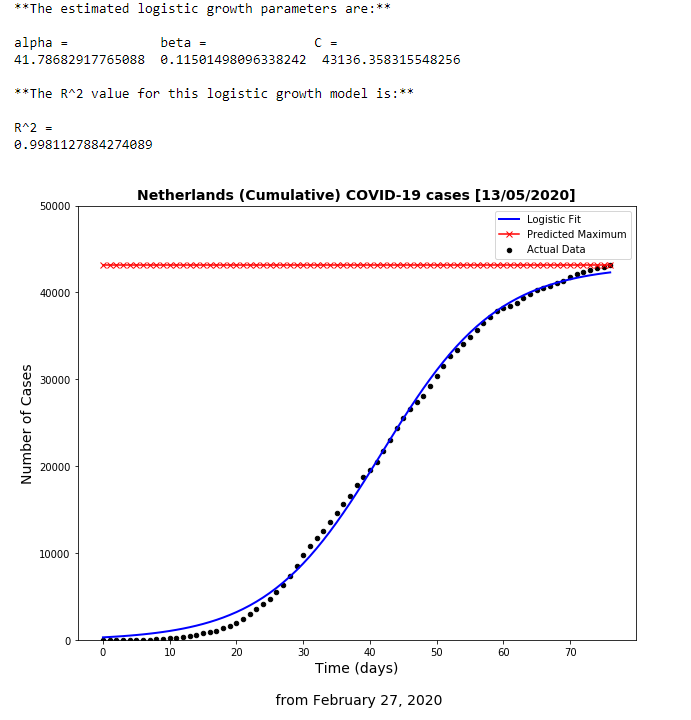 **The estimated logistic growth parameters are:**
alpha = beta = C =
41.78682917765088 0.11501498096338242 43136.358315548256
**The R^2 value for this logistic growth model is:**
R^2 =
0.9981127884274089
Netherlands (Cumulative) COVID-19 cases [13/05/2020]
Logistic Fit
Predicted Maximum
Actual Data
50000
40000
30000
20000
10000
0
Number of Cases
0 10 20 30 40 50 60 70
Time (days)
from February 27, 2020